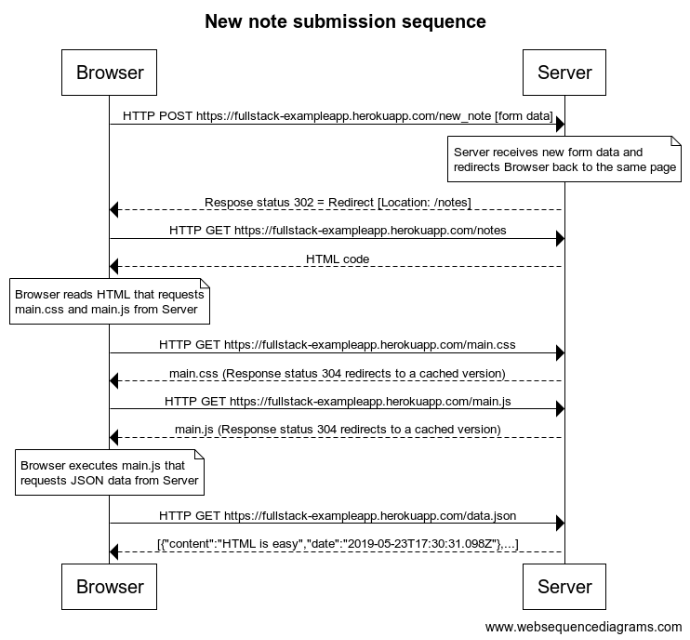 New note submission sequence
Browser
Server
HTTP POST https://fullstack-exampleapp.herokuapp.com/new_note [form data]
Server receives new form data and
redirects Browser back to the same page
Respose status 302 = Redirect [Location: /notes]
HTTP GET https://fullstack-exampleapp.herokuapp.com/notes
HTML code
Browser reads HTML that requests
main.css and main.js from Server
HTTP GET https://fullstack-exampleapp.herokuapp.com/main.css
main.css (Response status 304 redirects to a cached version)
HTTP GET https://fullstack-exampleapp.herokuapp.com/main.js
main.js (Response status 304 redirects to a cached version)
Browser executes main.js that
requests JSON data from Server
HTTP GET https://fullstack-exampleapp.herokuapp.com/data.json
[{"content":"HTML is easy","date":"2019-05-23T17:30:31.098Z"},...]
Browser
Server
www.websequencediagrams.com